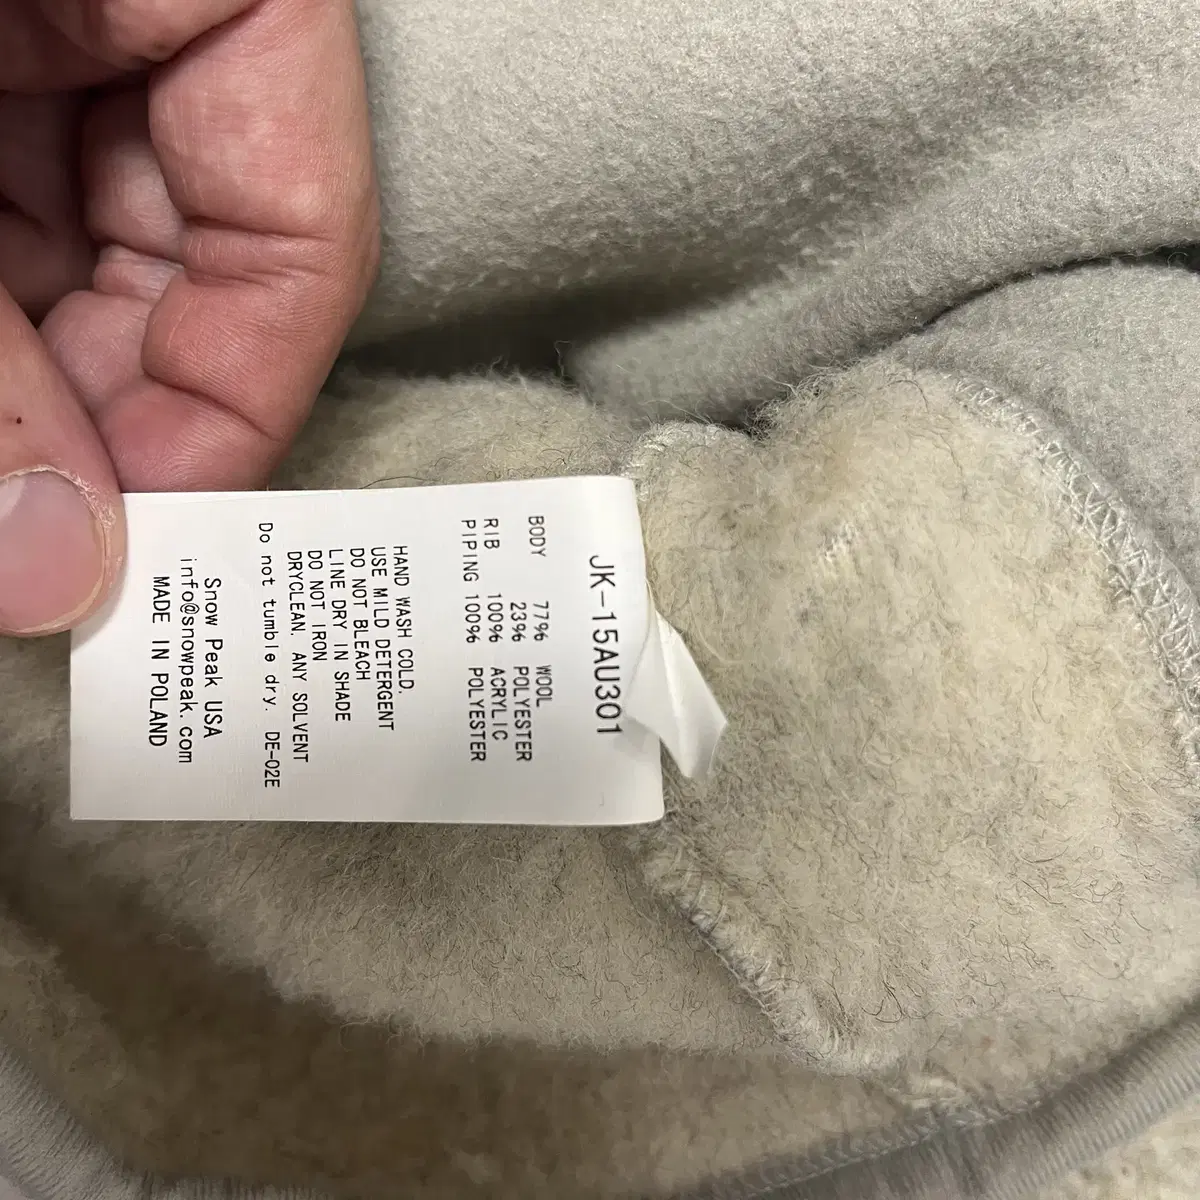 JK-15AU301
BODY 77% WOOL
23% POLYESTER
RIB 100% ACRYLIC
PIPING 100% POLYESTER
HAND WASH COLD.
USE MILD DETERGENT
DO NOT BLEACH
LINE DRY IN SHADE
DO NOT IRON
DRYCLEAN, ANY SOLVENT
Do not tumble dry. DE-02E
Snow Peak USA
info@snowpeak.com
MADE IN POLAND